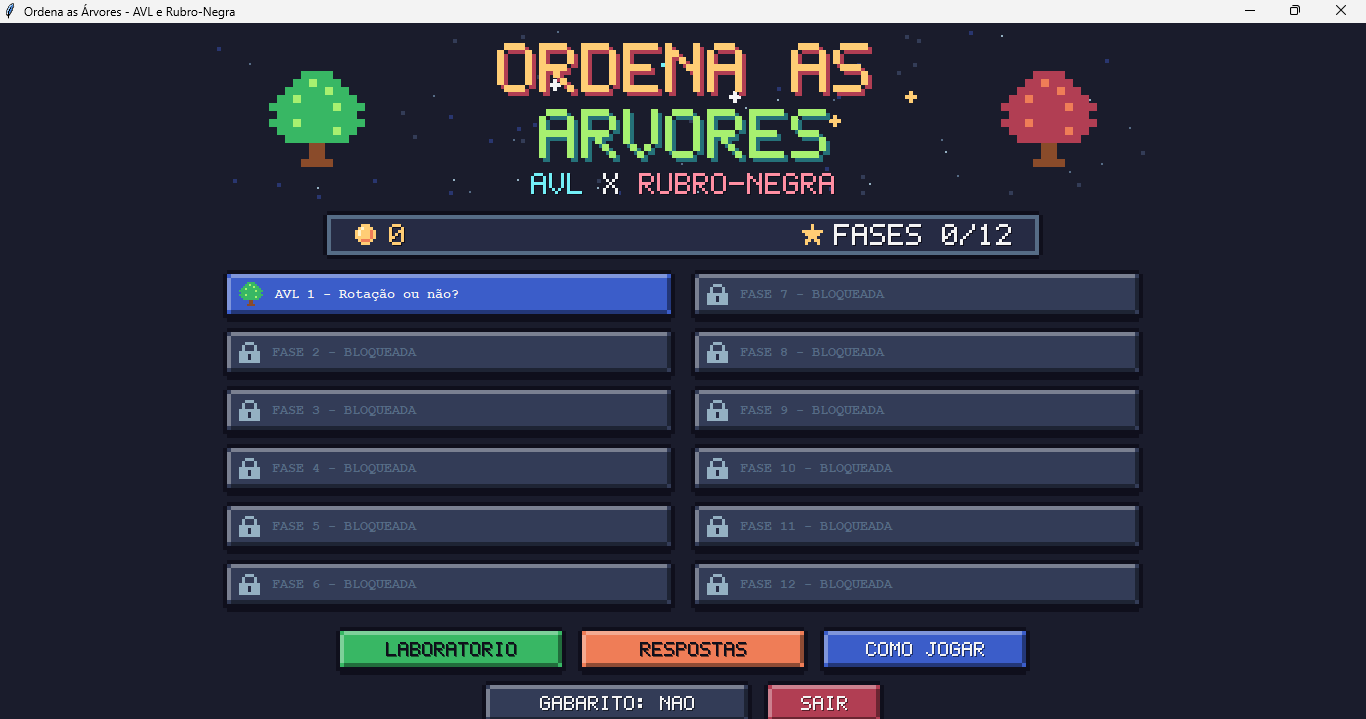 Ordena as Árvores - AVL e Rubro-Negra
ORDENA AS
ARVORES
AVL X RUBRO-NEGRA
0
FASES 0/12
AVL 1 - Rotação ou não?
FASE 2 - BLOQUEADA
FASE 3 - BLOQUEADA
FASE 4 - BLOQUEADA
FASE 5 - BLOQUEADA
FASE 6 - BLOQUEADA
FASE 7 - BLOQUEADA
FASE 8 - BLOQUEADA
FASE 9 - BLOQUEADA
FASE 10 - BLOQUEADA
FASE 11 - BLOQUEADA
FASE 12 - BLOQUEADA
LABORATORIO
RESPOSTAS
COMO JOGAR
GABARITO: NAO
SAIR